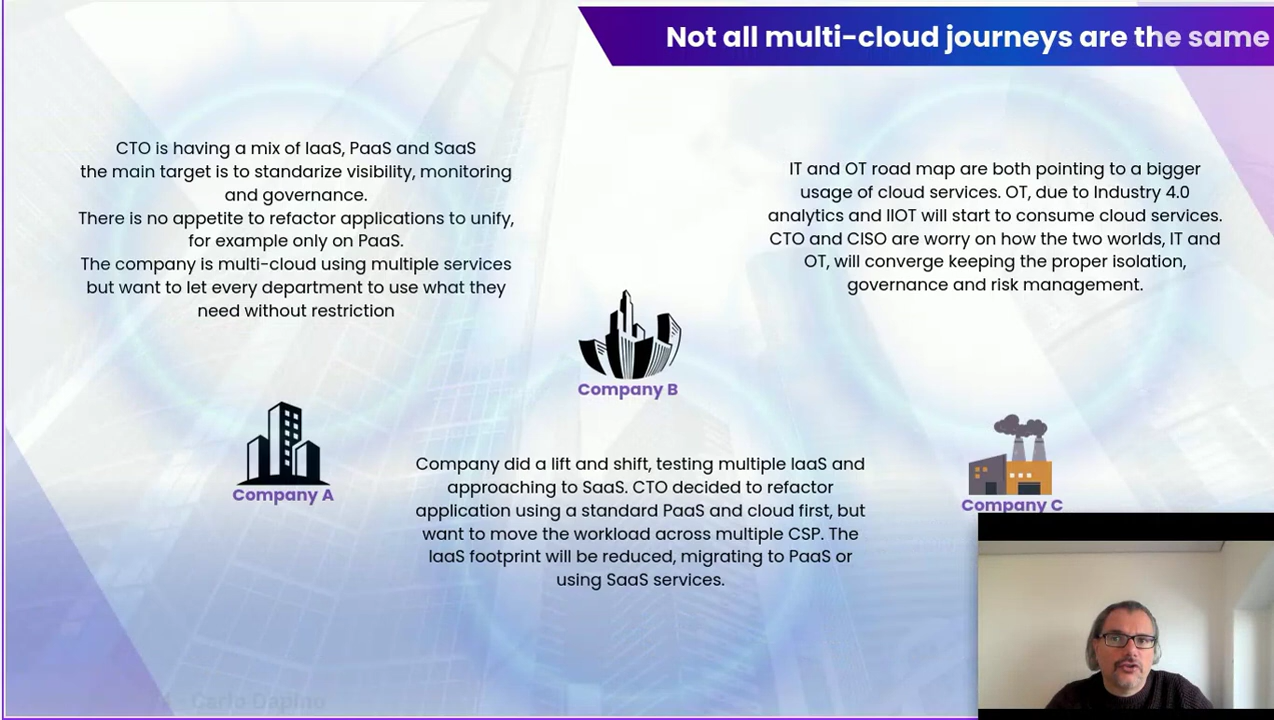 Not all multi-cloud journeys are the same
CTO is having a mix of IaaS, PaaS and SaaS
the main target is to standarize visibility, monitoring
and governance.
There is no appetite to refactor applications to unify,
for example only on PaaS.
The company is multi-cloud using multiple services
but want to let every department to use what they
need without restriction
Company A
Company B
Company did a lift and shift, testing multiple IaaS and
approaching to SaaS. CTO decided to refactor
application using a standard PaaS and cloud first, but
want to move the workload across multiple CSP. The
IaaS footprint will be reduced, migrating to PaaS or
using SaaS services.
IT and OT road map are both pointing to a bigger
usage of cloud services. OT, due to Industry 4.0
analytics and IIOT will start to consume cloud services.
CTO and CISO are worry on how the two worlds, IT and
OT, will converge keeping the proper isolation,
governance and risk management.
Company C
Carlo Dapino